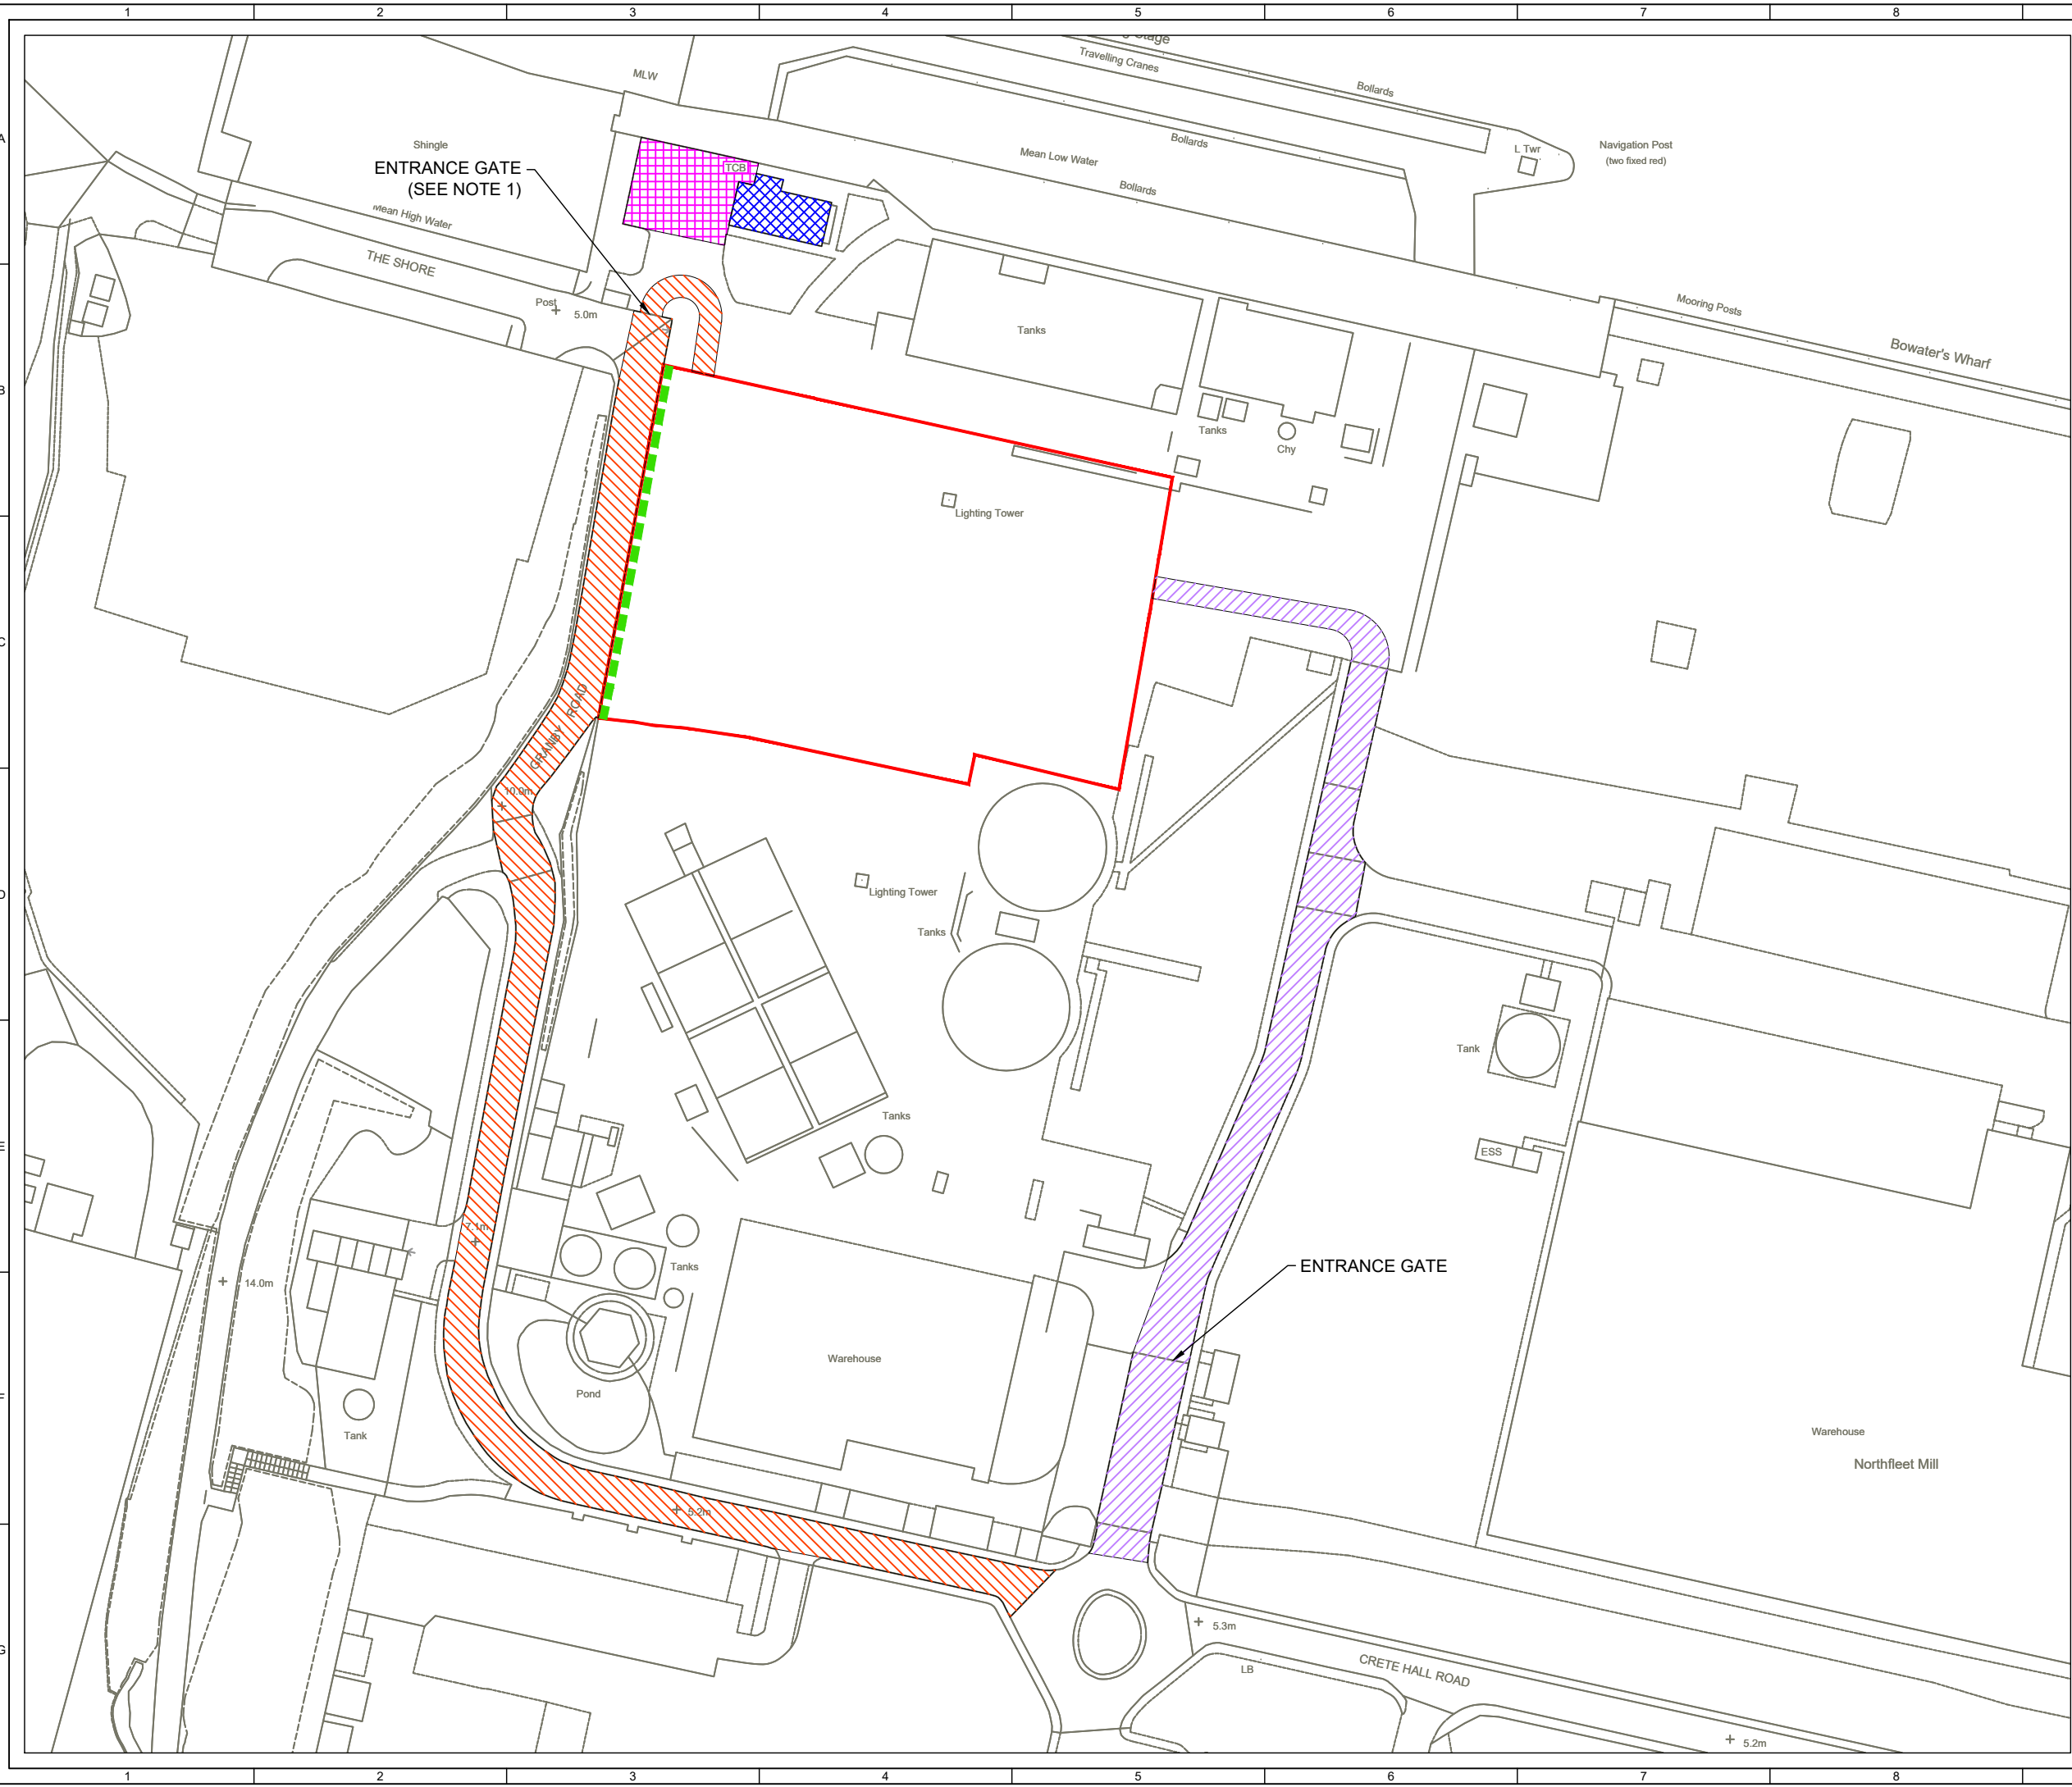 1 2 3 4 5 6 7 8
A
B
C
D
E
F
G
Travelling Cranes
Bollards
MLW
Shingle
ENTRANCE GATE
(SEE NOTE 1)
TCB
Bollards
Mean Low Water
Bollards
L Twr
Navigation Post
(two fixed red)
Mean High Water
THE SHORE
Post
5.0m
Tanks
Mooring Posts
Bowater's Wharf
Tanks
Chy
Lighting Tower
GRANBY ROAD
10.0m
Lighting Tower
Tanks
Tank
Tanks
ESS
7.1m
Tanks
14.0m
ENTRANCE GATE
Warehouse
Pond
Tank
Warehouse
Northfleet Mill
5.2m
5.3m
LB
CRETE HALL ROAD
5.2m
1 2 3 4 5 6 7 8